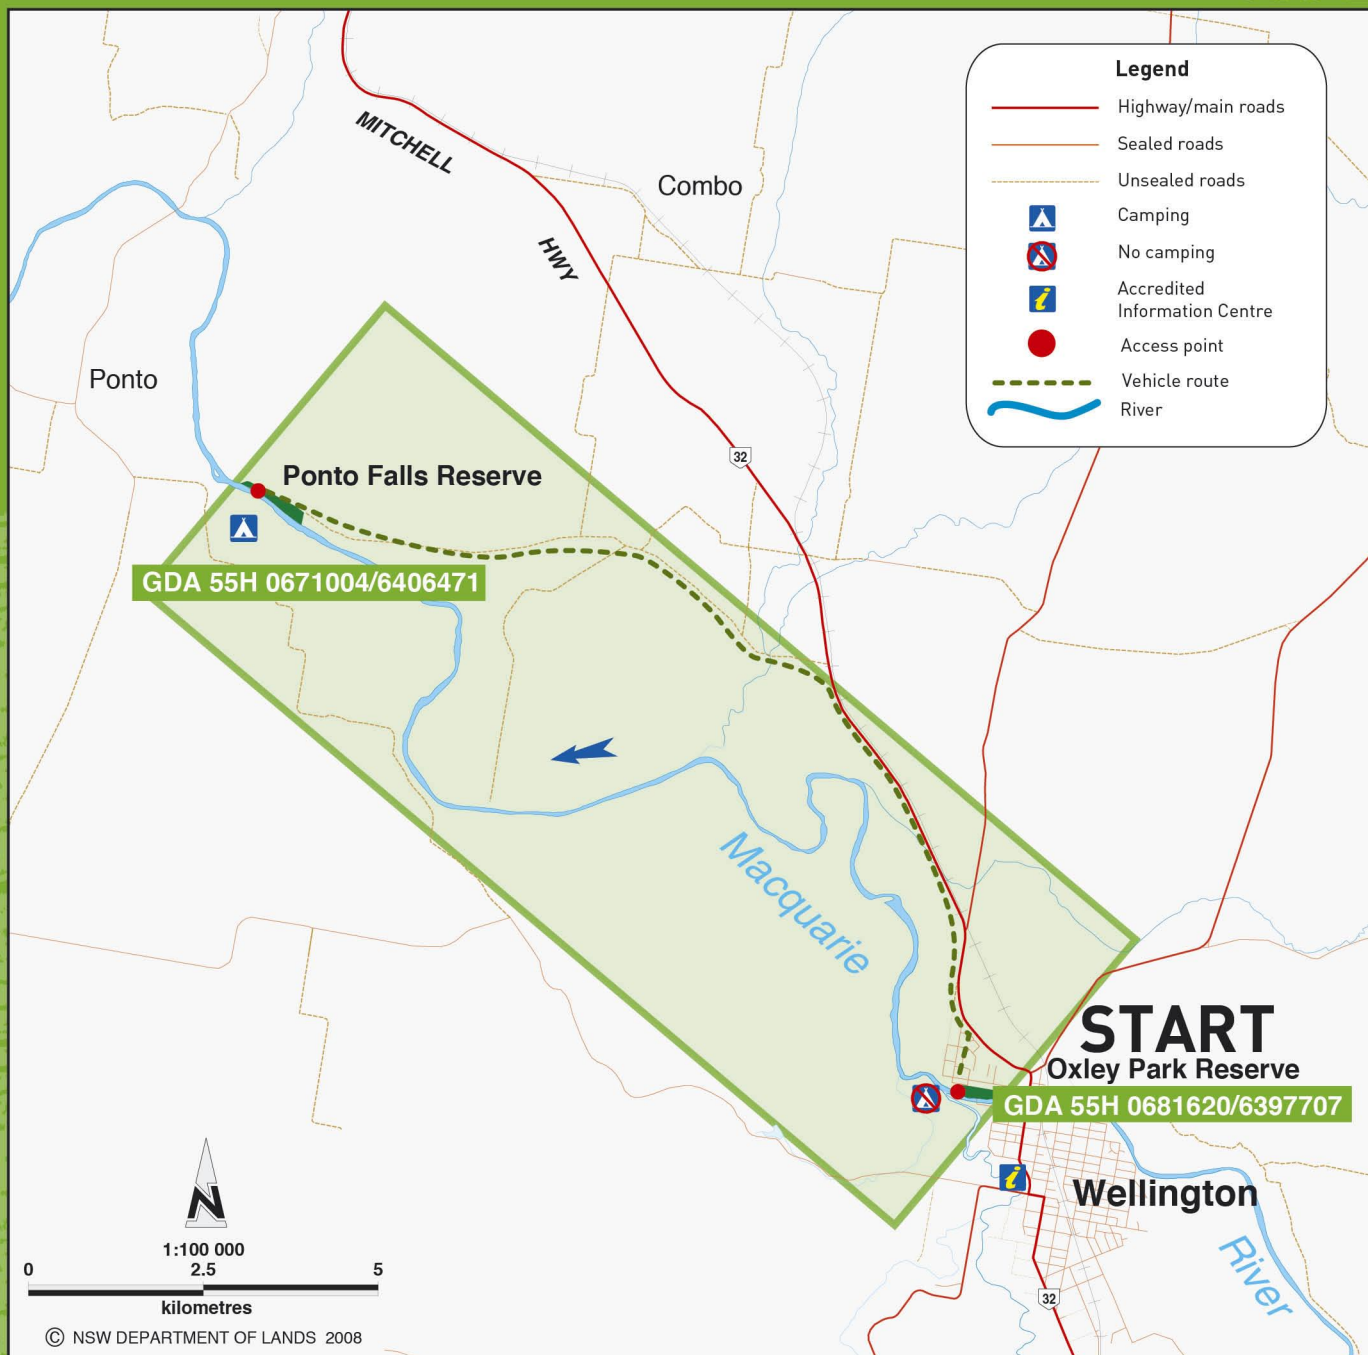 Legend
Highway/main roads
Sealed roads
Unsealed roads
Camping
No camping
Accredited
Information Centre
Access point
Vehicle route
River
MITCHELL
HWY
Combo
Ponto
32
Ponto Falls Reserve
GDA 55H 0671004/6406471
Macquarie
START
Oxley Park Reserve
GDA 55H 0681620/6397707
i
Wellington
River
32
N
1:100 000
0 2.5 5
kilometres
© NSW DEPARTMENT OF LANDS 2008